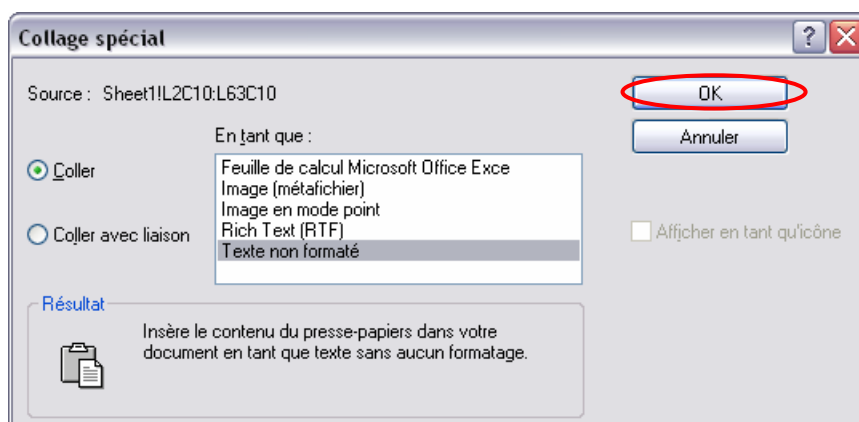 Collage spécial
Source : Sheet1!L2C10:L63C10
OK
En tant que :
Annuler
Coller
Feuille de calcul Microsoft Office Exce
Image (métafichier)
Image en mode point
Rich Text (RTF)
Coller avec liaison
Texte non formaté
Afficher en tant qu'icône
Résultat
Insère le contenu du presse-papiers dans votre
document en tant que texte sans aucun formatage.